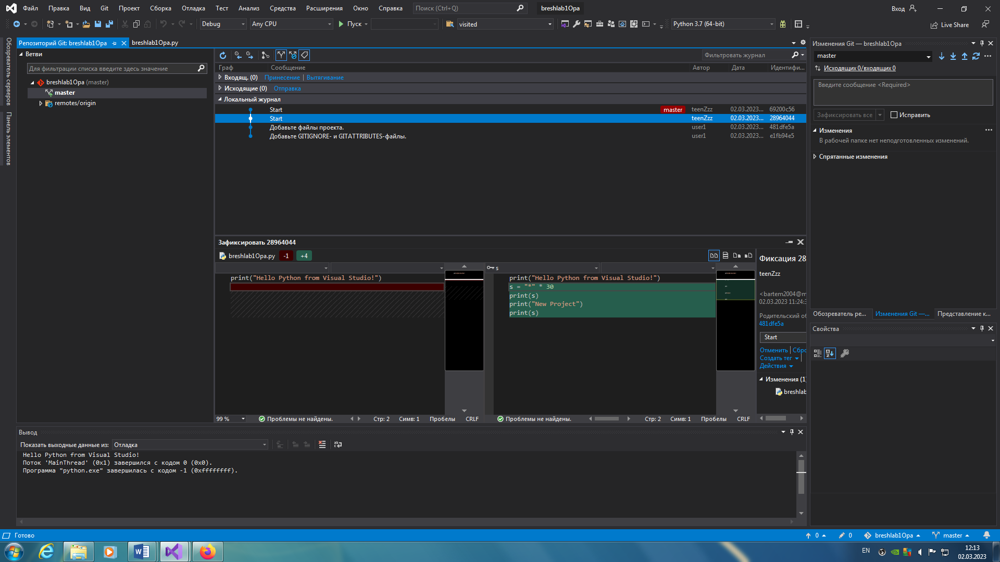 Файл Правка Вид Git Проект Сборка Отладка Тест Анализ Средства Расширения Окно Справка Поиск (Ctrl+Q) breshlab1Opa Вход
Debug Any CPU Пуск visited Python 3.7 (64-bit) Live Share
Обозреватель серверов
Панель элементов
Репозиторий Git: breshlab1Opa breshlab1Opa.py
Ветви
Для фильтрации списка введите здесь значение
breshlab1Opa (master)
master
remotes/origin
Фильтровать журнал
Граф Сообщение Автор Дата Идентифи...
Входящ. (0) Принесение | Вытягивание
Исходящие (0) Отправка
Локальный журнал
Start master teenZzz 02.03.2023... 69200c56
Start teenZzz 02.03.2023... 28964044
Добавьте файлы проекта. user1 02.03.2023... 481dfe5a
Добавьте GITIGNORE- и GITATTRIBUTES-файлы. user1 02.03.2023... e1fb94e5
Зафиксировать 28964044
breshlab1Opa.py -1 +4
print("Hello Python from Visual Studio!")
s
print("Hello Python from Visual Studio!")
s = "*" * 30
print(s)
print("New Project")
print(s)
99 % Проблемы не найдены. Стр: 2 Симв: 1 Пробелы CRLF
Проблемы не найдены. Стр: 2 Симв: 1 Пробелы CRLF
Фиксация 28
teenZzz
<bartem2004@m
02.03.2023 11:24:3
Родительский об
481dfe5a
Start
Отменить | Сбро
Создать тег
Действия
Изменения (1)
breshlab
Изменения Git — breshlab1Opa
master
Исходящих 0/входящих 0
Введите сообщение <Required>
Зафиксировать все Исправить
Изменения
В рабочей папке нет неподготовленных изменений.
Спрятанные изменения
Обозреватель ре... Изменения Git —... Представление к...
Свойства
Вывод
Показать выходные данные из: Отладка
Hello Python from Visual Studio!
Поток 'MainThread' (0x1) завершился с кодом 0 (0x0).
Программа "python.exe" завершилась с кодом -1 (0xffffffff).
Готово 0 0 breshlab1Opa master
EN 12:13
02.03.2023